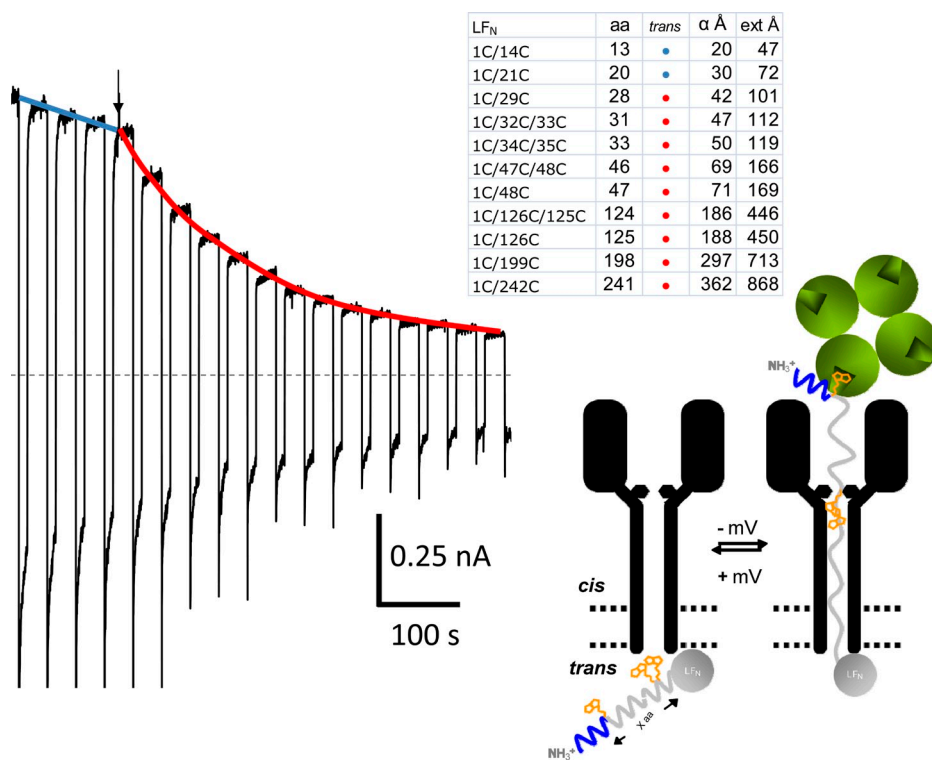 LFN aa trans α Å ext Å
1C/14C 13 • 20 47
1C/21C 20 • 30 72
1C/29C 28 • 42 101
1C/32C/33C 31 • 47 112
1C/34C/35C 33 • 50 119
1C/47C/48C 46 • 69 166
1C/48C 47 • 71 169
1C/126C/125C 124 • 186 446
1C/126C 125 • 188 450
1C/199C 198 • 297 713
1C/242C 241 • 362 868
0.25 nA
100 s
NH3+
- mV
+ mV
cis
trans
LFN
LFN
X aa
NH3+